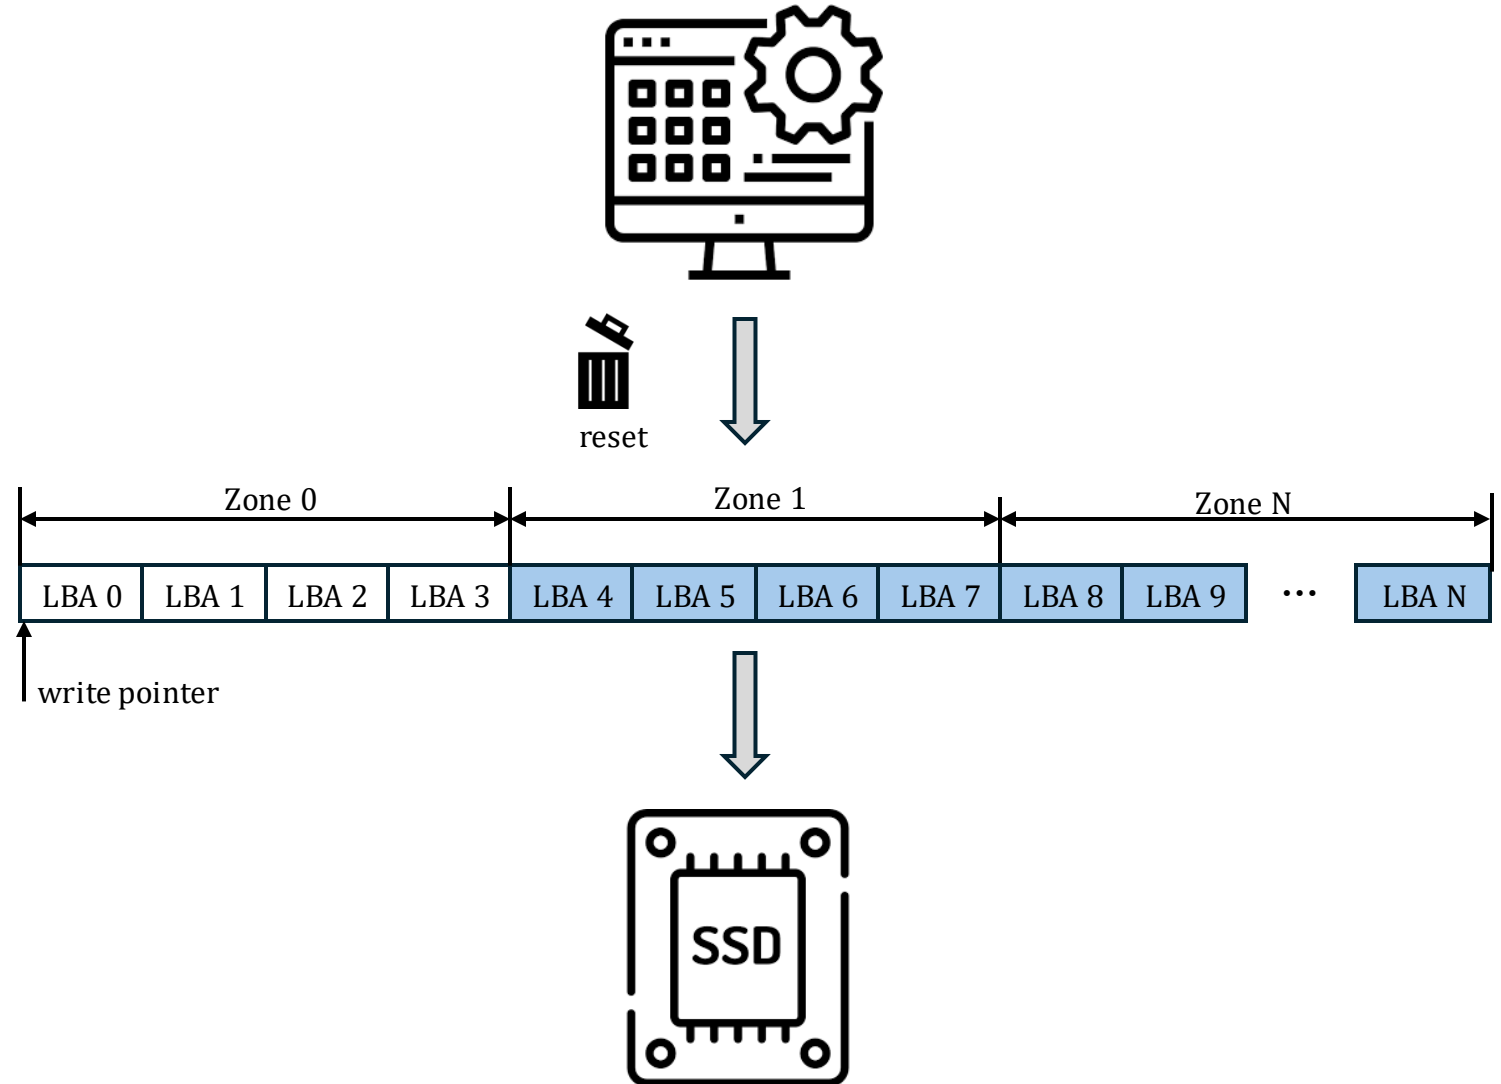 reset
Zone 0 Zone 1 Zone N
LBA 0 LBA 1 LBA 2 LBA 3 LBA 4 LBA 5 LBA 6 LBA 7 LBA 8 LBA 9 ... LBA N
write pointer
SSD